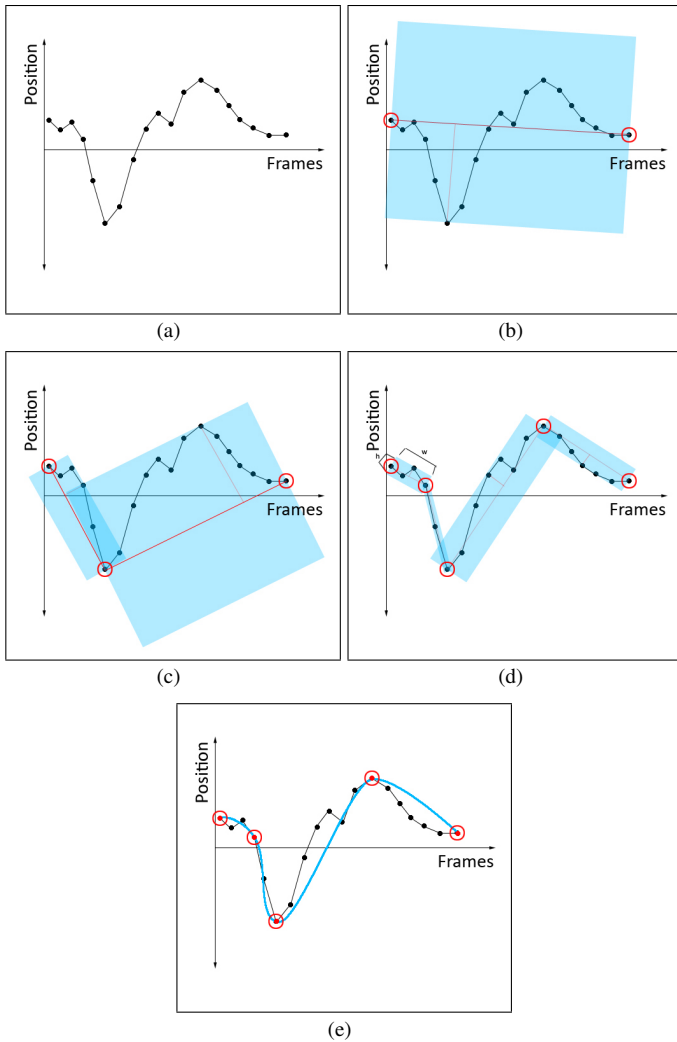 Position
Frames
(a)
Position
Frames
(b)
Position
Frames
(c)
Position
h
w
Frames
(d)
Position
Frames
(e)